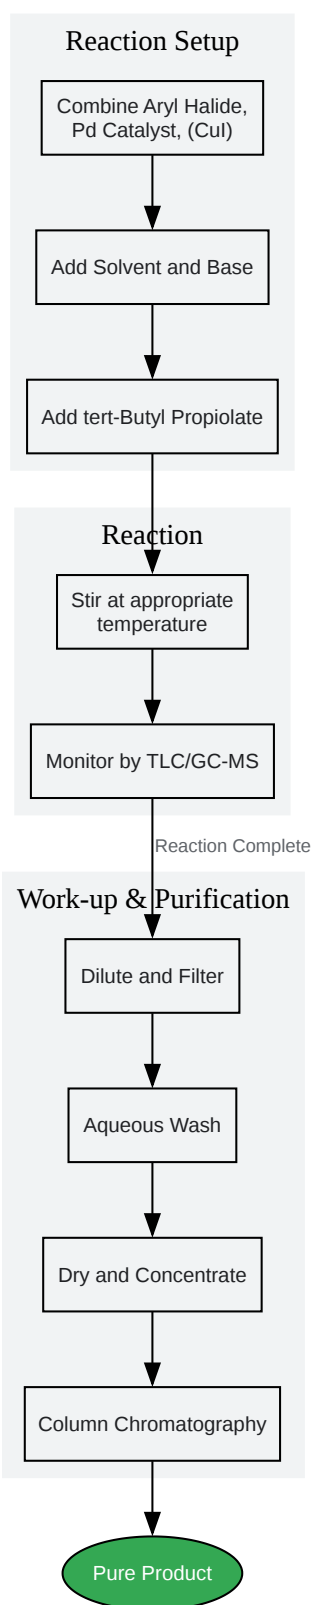 Reaction Setup
Combine Aryl Halide,
Pd Catalyst, (CuI)
Add Solvent and Base
Add tert-Butyl Propiolate
Reaction
Stir at appropriate
temperature
Monitor by TLC/GC-MS
Reaction Complete
Work-up & Purification
Dilute and Filter
Aqueous Wash
Dry and Concentrate
Column Chromatography
Pure Product